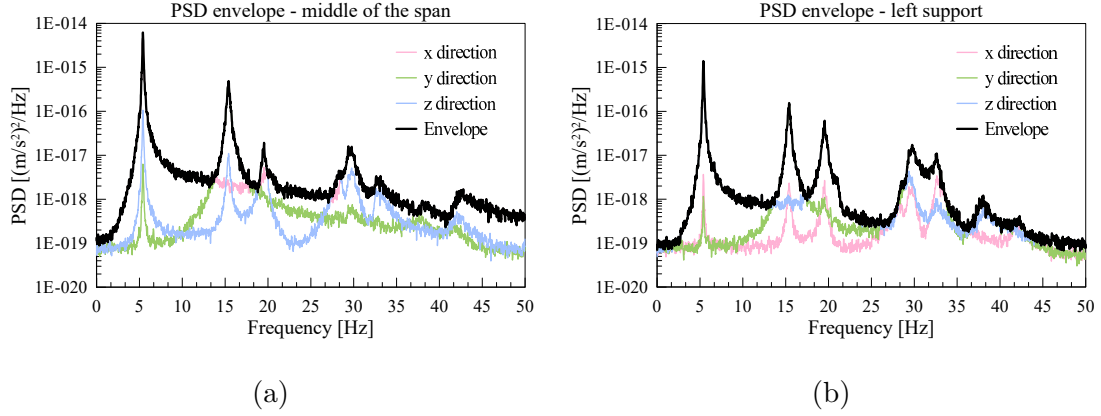 PSD envelope - middle of the span
1E-014
1E-015
1E-016
1E-017
1E-018
1E-019
1E-020
PSD [(m/s²)²/Hz]
x direction
y direction
z direction
Envelope
0 5 10 15 20 25 30 35 40 45 50
Frequency [Hz]
(a)
PSD envelope - left support
1E-014
1E-015
1E-016
1E-017
1E-018
1E-019
1E-020
PSD [(m/s²)²/Hz]
x direction
y direction
z direction
Envelope
0 5 10 15 20 25 30 35 40 45 50
Frequency [Hz]
(b)